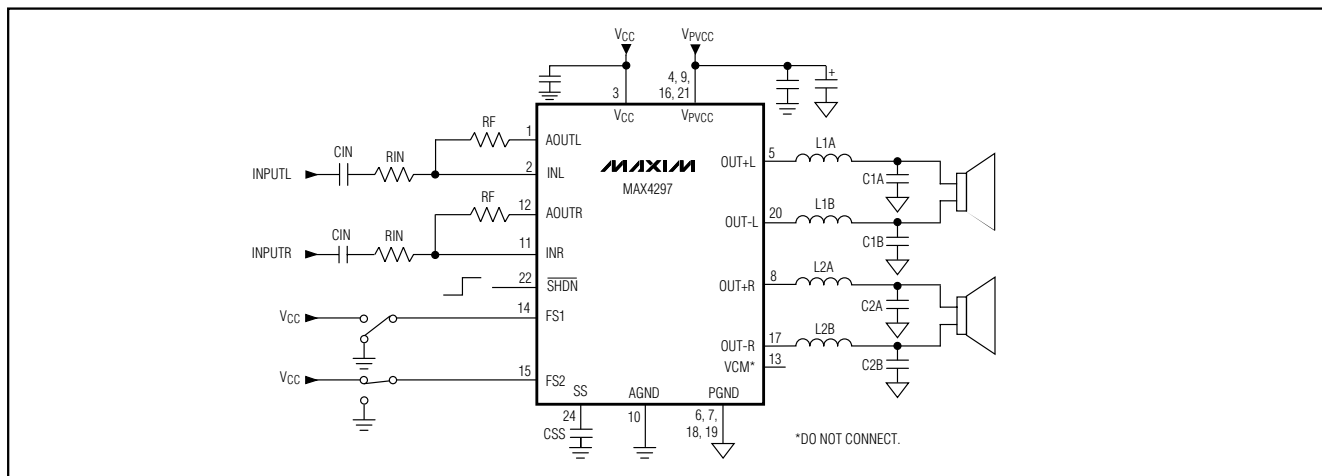 VCC
VPVCC
+
3
4, 9,
16, 21
VCC
VPVCC
RF
1
AOUTL
CIN
RIN
INPUTL
2
INL
MAXIM
MAX4297
OUT+L
5
L1A
C1A
RF
12
AOUTR
OUT-L
20
L1B
C1B
CIN
RIN
INPUTR
11
INR
22
SHDN
OUT+R
8
L2A
C2A
VCC
14
FS1
OUT-R
17
L2B
C2B
VCM*
13
VCC
15
FS2
SS
AGND
PGND
24
CSS
10
6, 7,
18, 19
*DO NOT CONNECT.